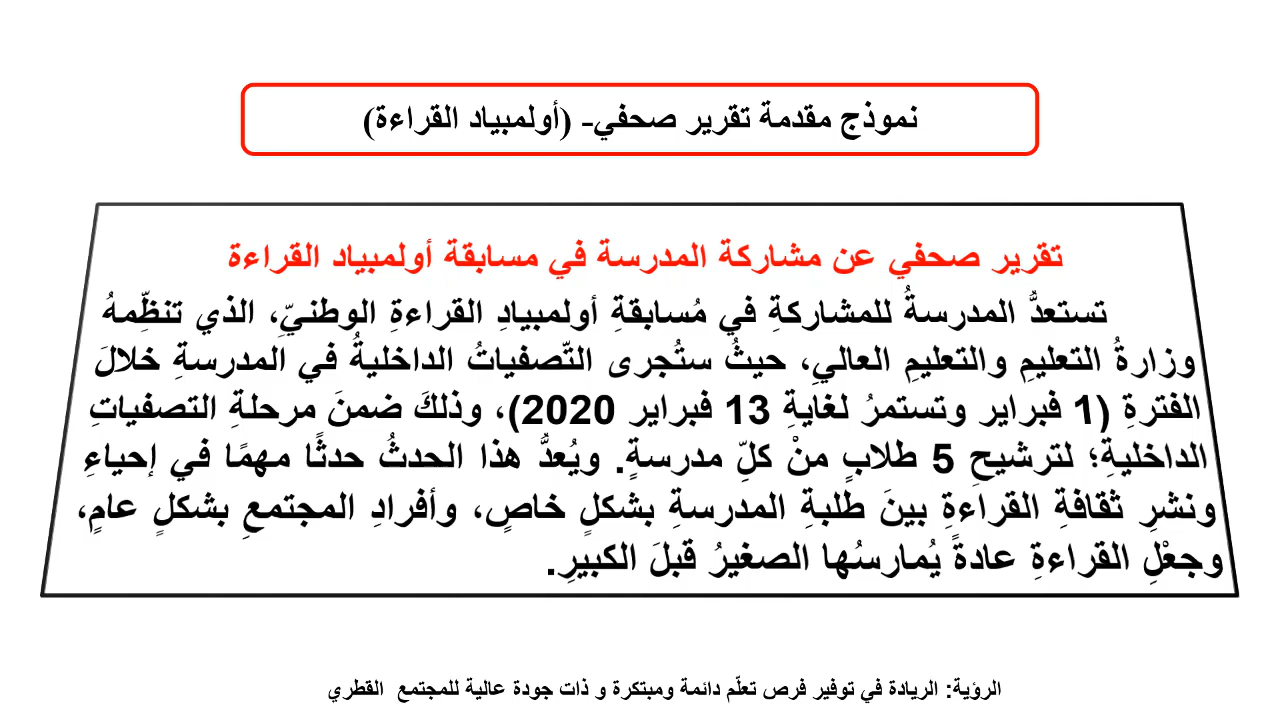 نموذج مقدمة تقرير صحفي- (أولمبياد القراءة)
تقرير صحفي عن مشاركة المدرسة في مسابقة أولمبياد القراءة
تستعدُّ المدرسةُ للمشاركةِ في مُسابقةِ أولمبيادِ القراءةِ الوطنيِّ، الذي تنظِّمهُ
وزارةُ التعليمِ والتعليمِ العالي، حيثُ ستُجرى التّصفياتُ الداخليةُ في المدرسةِ خلالَ
الفترةِ (1 فبراير وتستمرُ لغايةِ 13 فبراير 2020)، وذلكَ ضمنَ مرحلةِ التصفياتِ
الداخليةِ؛ لترشيحِ 5 طلابٍ منْ كلِّ مدرسةٍ. ويُعدُّ هذا الحدثُ حدثًا مهمًا في إحياءِ
ونشرِ ثقافةِ القراءةِ بينَ طلبةِ المدرسةِ بشكلٍ خاصٍ، وأفرادِ المجتمعِ بشكلٍ عامٍ،
وجعْلِ القراءةِ عادةً يُمارسُها الصغيرُ قبلَ الكبيرِ.
الرؤية: الريادة في توفير فرص تعلّم دائمة ومبتكرة و ذات جودة عالية للمجتمع القطري